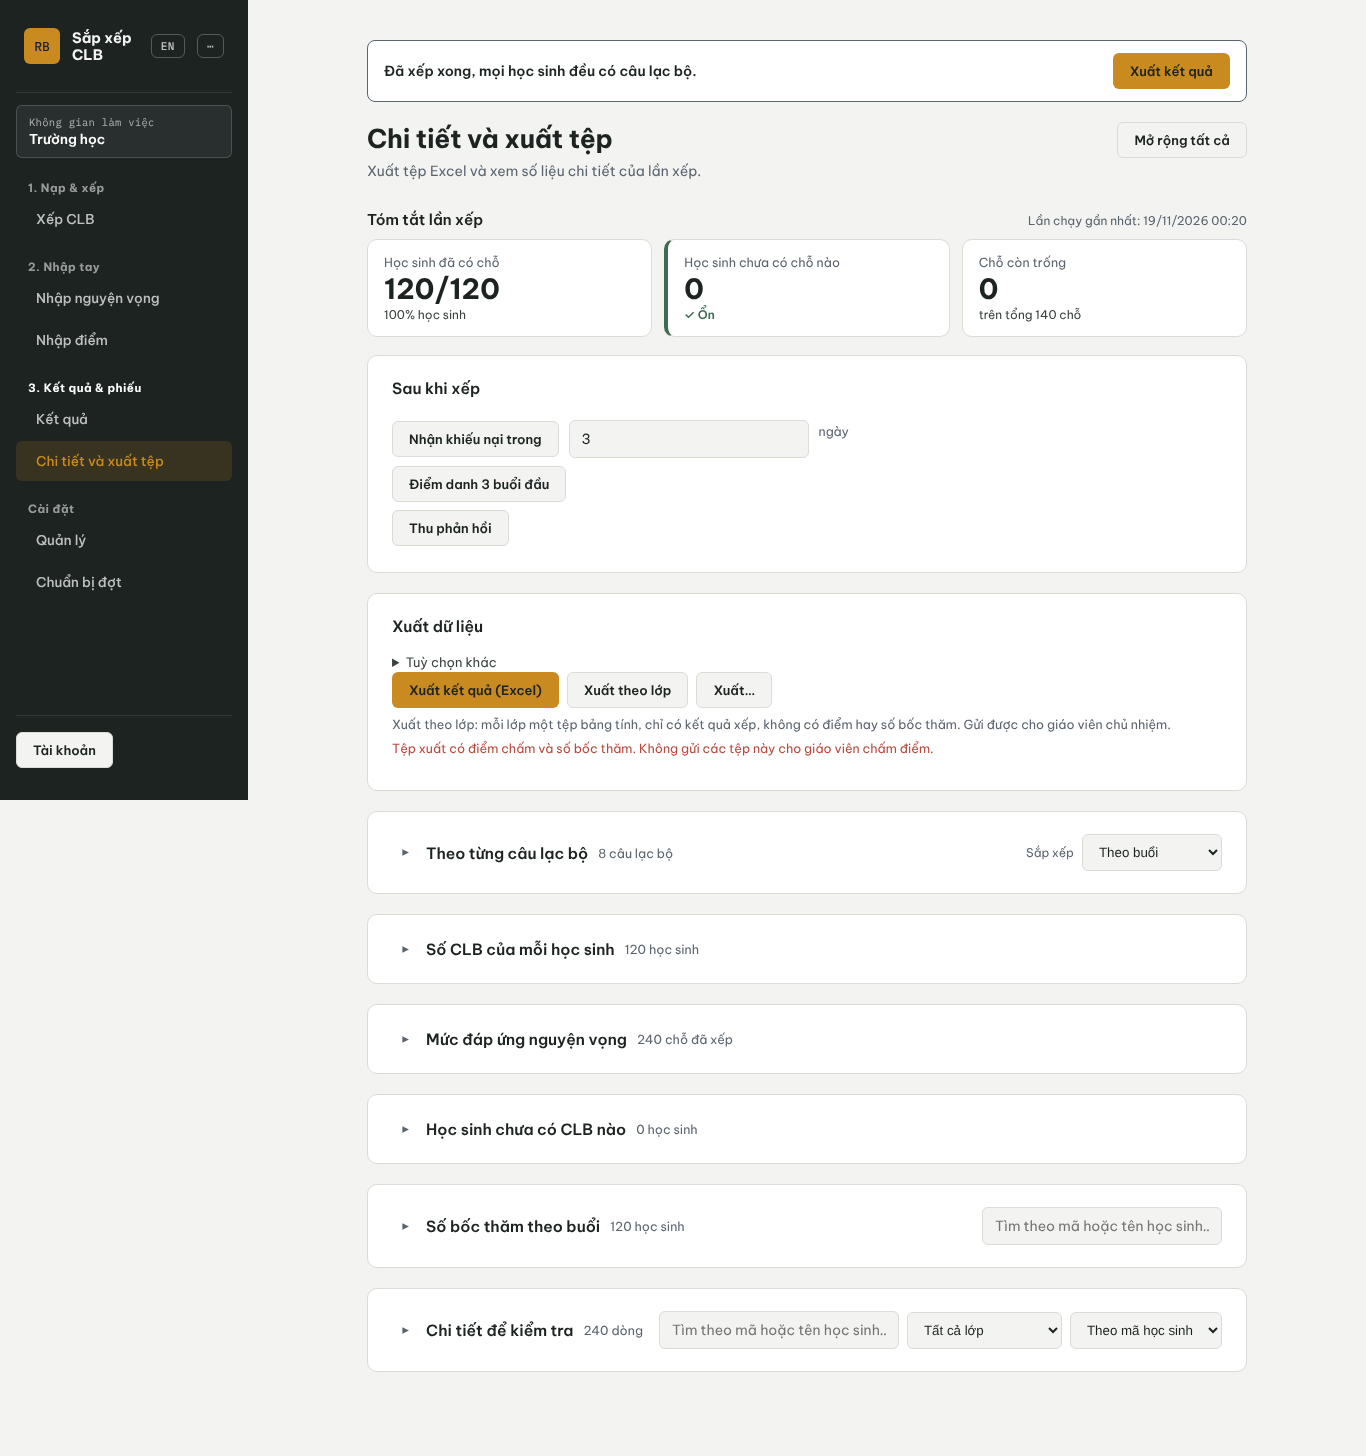 RB
Sắp xếp
CLB
EN
⋯
Không gian làm việc
Trường học
1. Nạp & xếp
Xếp CLB
2. Nhập tay
Nhập nguyện vọng
Nhập điểm
3. Kết quả & phiếu
Kết quả
Chi tiết và xuất tệp
Cài đặt
Quản lý
Chuẩn bị đợt
Tài khoản
Đã xếp xong, mọi học sinh đều có câu lạc bộ.
Xuất kết quả
Chi tiết và xuất tệp
Mở rộng tất cả
Xuất tệp Excel và xem số liệu chi tiết của lần xếp.
Tóm tắt lần xếp
Lần chạy gần nhất: 19/11/2026 00:20
Học sinh đã có chỗ
120/120
100% học sinh
Học sinh chưa có chỗ nào
0
✓ Ổn
Chỗ còn trống
0
trên tổng 140 chỗ
Sau khi xếp
Nhận khiếu nại trong 3 ngày
Điểm danh 3 buổi đầu
Thu phản hồi
Xuất dữ liệu
▶ Tuỳ chọn khác
Xuất kết quả (Excel) Xuất theo lớp Xuất...
Xuất theo lớp: mỗi lớp một tệp bảng tính, chỉ có kết quả xếp, không có điểm hay số bốc thăm. Gửi được cho giáo viên chủ nhiệm.
Tệp xuất có điểm chấm và số bốc thăm. Không gửi các tệp này cho giáo viên chấm điểm.
▸ Theo từng câu lạc bộ 8 câu lạc bộ Sắp xếp Theo buổi
▸ Số CLB của mỗi học sinh 120 học sinh
▸ Mức đáp ứng nguyện vọng 240 chỗ đã xếp
▸ Học sinh chưa có CLB nào 0 học sinh
▸ Số bốc thăm theo buổi 120 học sinh Tìm theo mã hoặc tên học sinh..
▸ Chi tiết để kiểm tra 240 dòng Tìm theo mã hoặc tên học sinh.. Tất cả lớp Theo mã học sinh